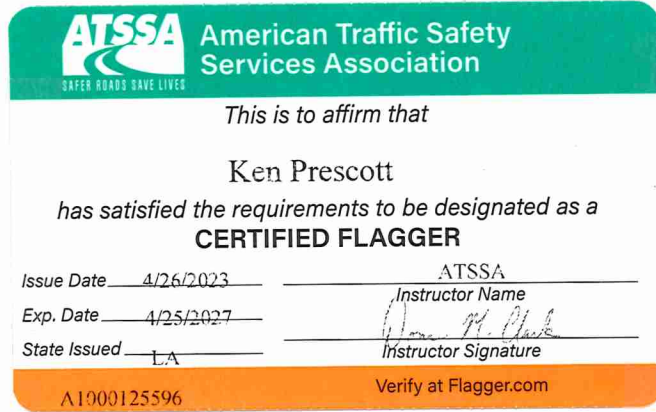 ATSSA
SAFER ROADS SAVE LIVES
American Traffic Safety
Services Association
This is to affirm that
Ken Prescott
has satisfied the requirements to be designated as a
CERTIFIED FLAGGER
Issue Date 4/26/2023
ATSSA
Instructor Name
Exp. Date 4/25/2027
State Issued LA
Instructor Signature
A1000125596
Verify at Flagger.com